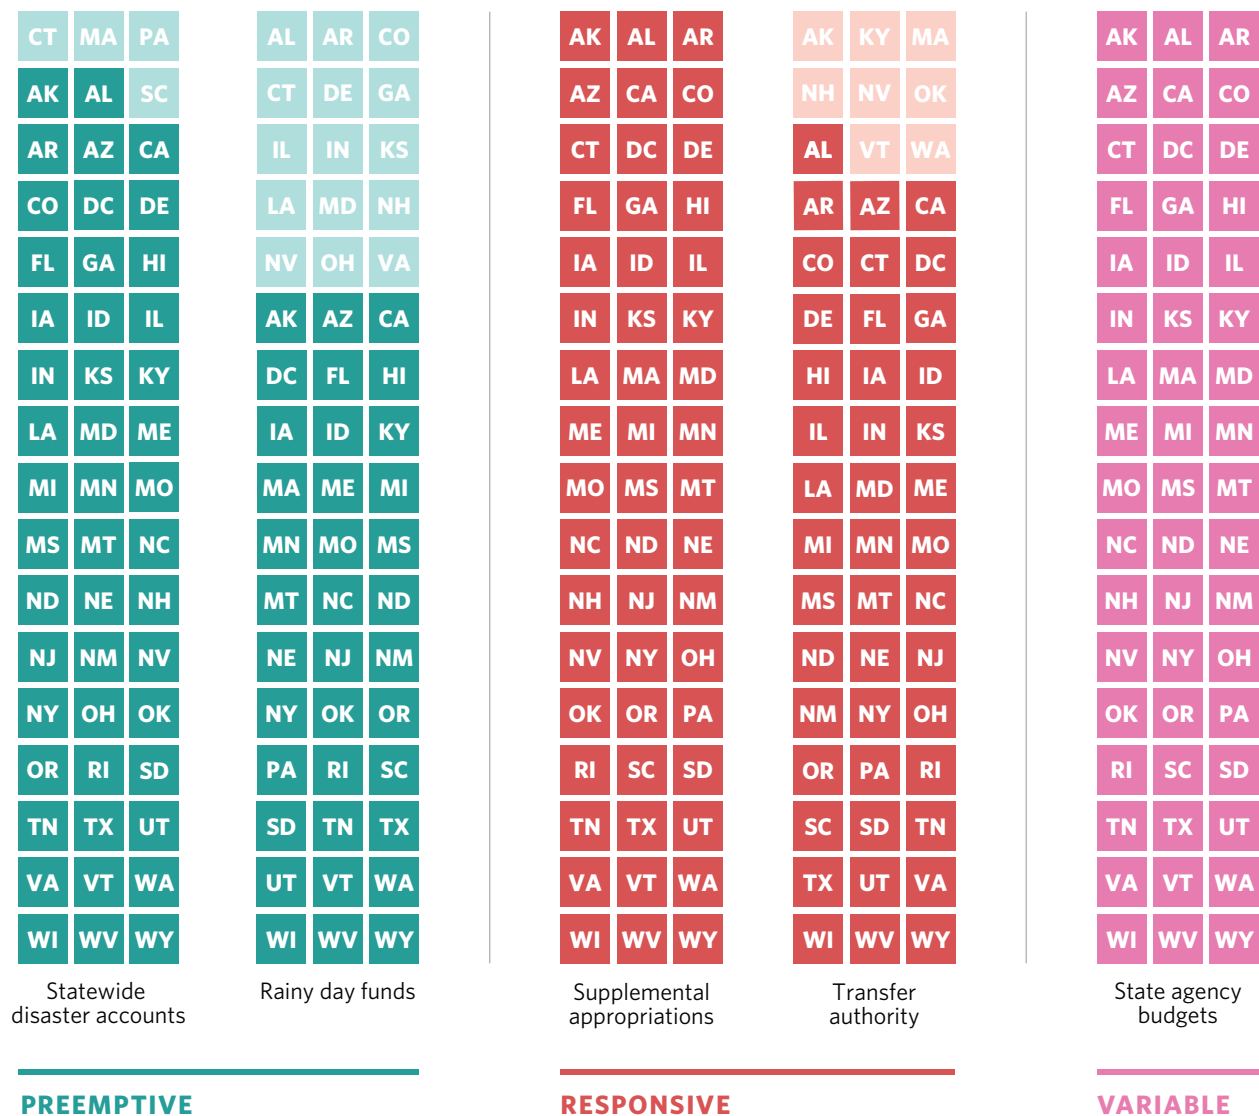 CT MA PA
AK AL SC
AR AZ CA
CO DC DE
FL GA HI
IA ID IL
IN KS KY
LA MD ME
MI MN MO
MS MT NC
ND NE NH
NJ NM NV
NY OH OK
OR RI SD
TN TX UT
VA VT WA
WI WV WY
Statewide
disaster accounts
AL AR CO
CT DE GA
IL IN KS
LA MD NH
NV OH VA
AK AZ CA
DC FL HI
IA ID KY
MA ME MI
MN MO MS
MT NC ND
NE NJ NM
NY OK OR
PA RI SC
SD TN TX
UT VT WA
WI WV WY
Rainy day funds
PREEMPTIVE
AK AL AR
AZ CA CO
CT DC DE
FL GA HI
IA ID IL
IN KS KY
LA MA MD
ME MI MN
MO MS MT
NC ND NE
NH NJ NM
NV NY OH
OK OR PA
RI SC SD
TN TX UT
VA VT WA
WI WV WY
Supplemental
appropriations
AK KY MA
NH NV OK
AL VT WA
AR AZ CA
CO CT DC
DE FL GA
HI IA ID
IL IN KS
LA MD ME
MI MN MO
MS MT NC
ND NE NJ
NM NY OH
OR PA RI
SC SD TN
TX UT VA
WI WV WY
Transfer
authority
RESPONSIVE
AK AL AR
AZ CA CO
CT DC DE
FL GA HI
IA ID IL
IN KS KY
LA MA MD
ME MI MN
MO MS MT
NC ND NE
NH NJ NM
NV NY OH
OK OR PA
RI SC SD
TN TX UT
VA VT WA
WI WV WY
State agency
budgets
VARIABLE